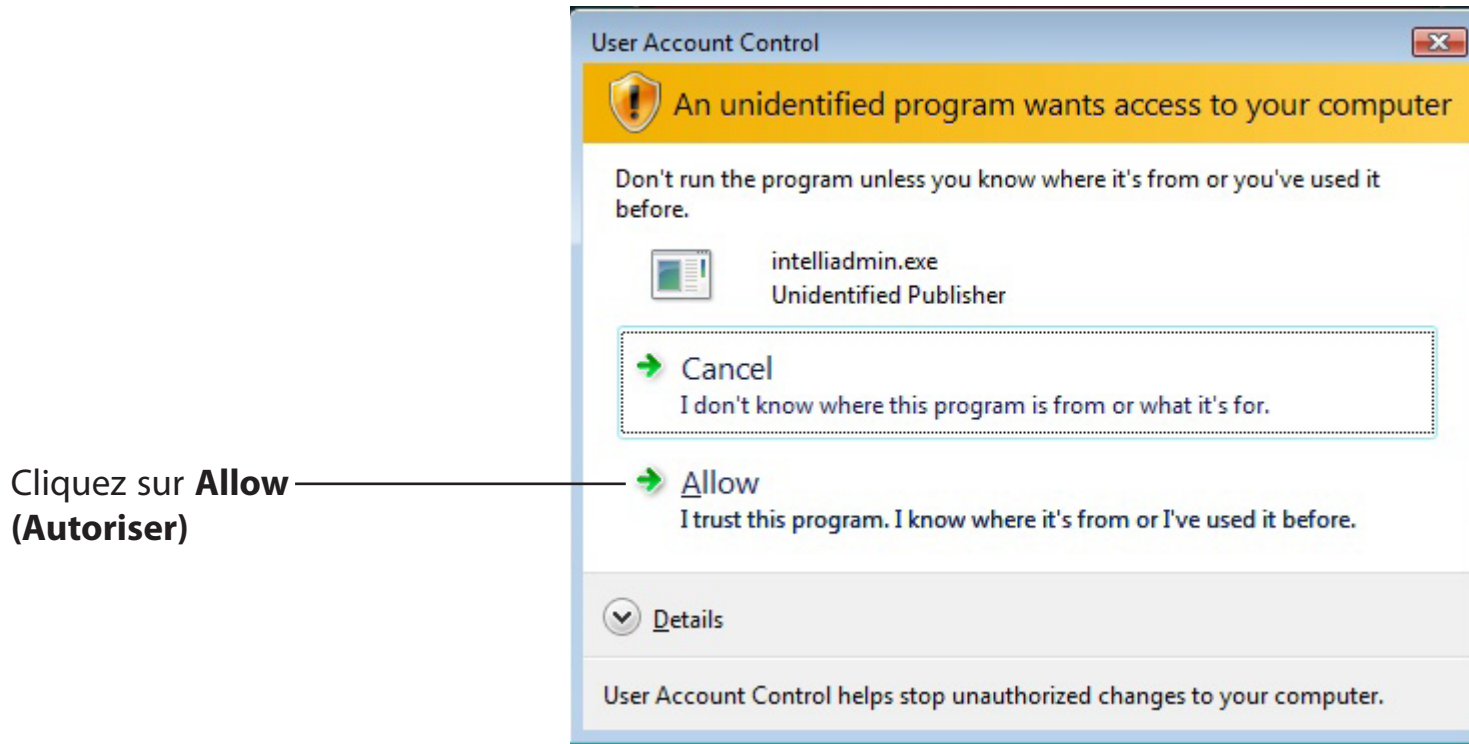 User Account Control
An unidentified program wants access to your computer
Don't run the program unless you know where it's from or you've used it
before.
intelliadmin.exe
Unidentified Publisher
Cancel
I don't know where this program is from or what it's for.
Cliquez sur Allow
(Autoriser)
Allow
I trust this program. I know where it's from or I've used it before.
Details
User Account Control helps stop unauthorized changes to your computer.